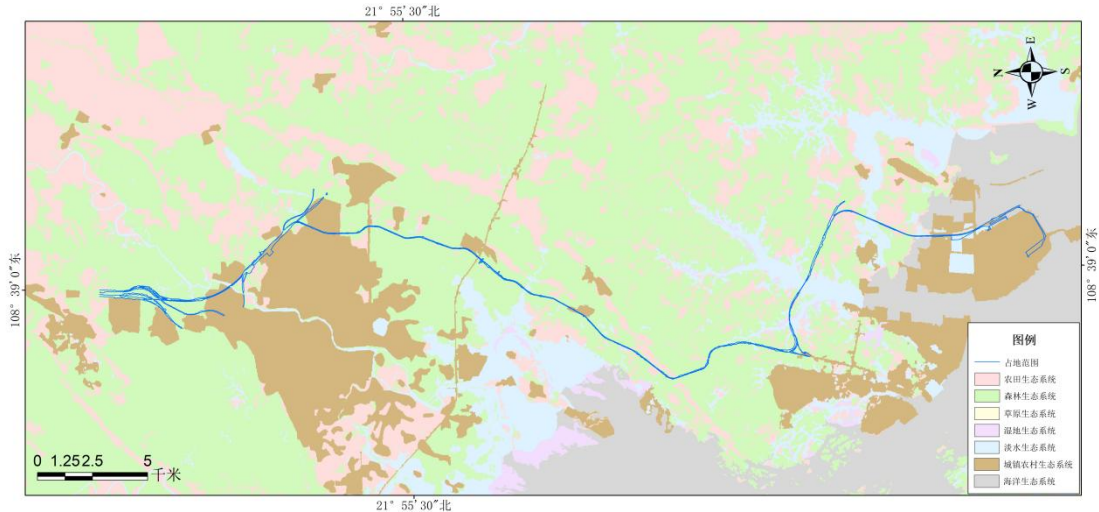 21° 55′30″北
E
N
S
W
108° 39′0″东
108° 39′0″东
图例
占地范围
农田生态系统
森林生态系统
草原生态系统
湿地生态系统
淡水生态系统
城镇农村生态系统
海洋生态系统
0 1.25 2.5 5
千米
21° 55′30″北